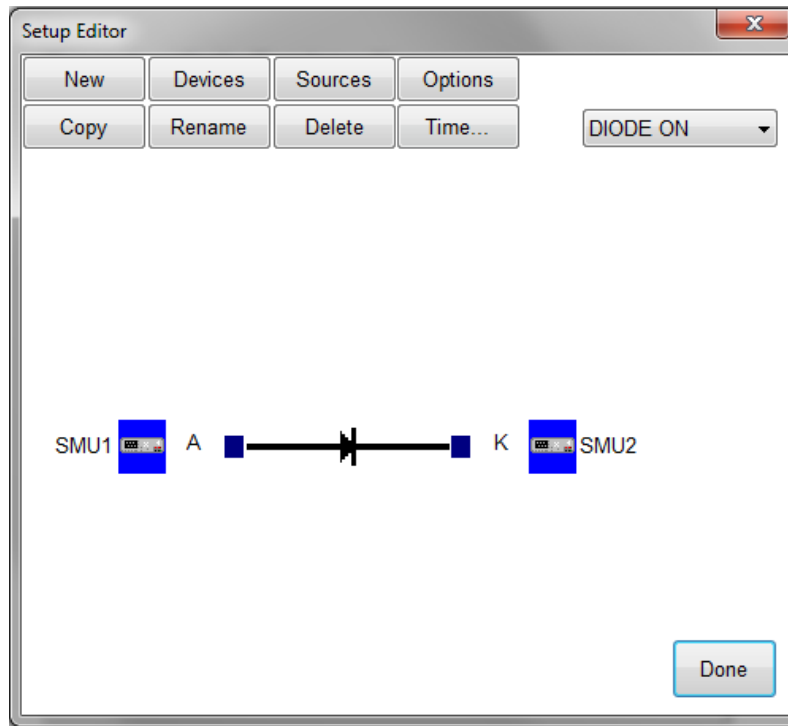 Setup Editor
New Devices Sources Options
Copy Rename Delete Time...
DIODE ON
SMU1 A K SMU2
Done